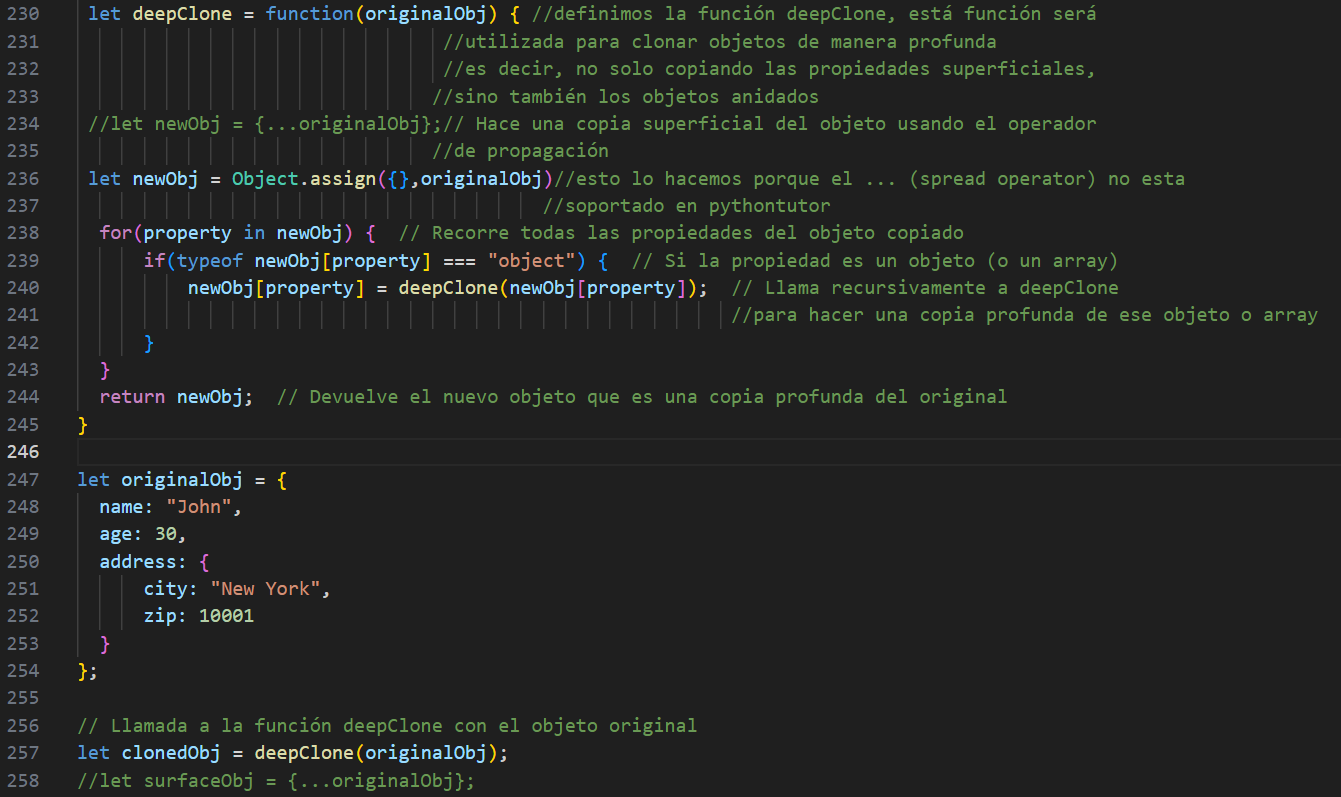 230 let deepClone = function(originalObj) { //definimos la función deepClone, está función será
231 //utilizada para clonar objetos de manera profunda
232 //es decir, no solo copiando las propiedades superficiales,
233 //sino también los objetos anidados
234 //let newObj = {...originalObj};// Hace una copia superficial del objeto usando el operador
235 //de propagación
236 let newObj = Object.assign({},originalObj)//esto lo hacemos porque el ... (spread operator) no esta
237 //soportado en pythontutor
238 for(property in newObj) { // Recorre todas las propiedades del objeto copiado
239 if(typeof newObj[property] === "object") { // Si la propiedad es un objeto (o un array)
240 newObj[property] = deepClone(newObj[property]); // Llama recursivamente a deepClone
241 //para hacer una copia profunda de ese objeto o array
242 }
243 }
244 return newObj; // Devuelve el nuevo objeto que es una copia profunda del original
245 }
246
247 let originalObj = {
248 name: "John",
249 age: 30,
250 address: {
251 city: "New York",
252 zip: 10001
253 }
254 };
255
256 // Llamada a la función deepClone con el objeto original
257 let clonedObj = deepClone(originalObj);
258 //let surfaceObj = {...originalObj};